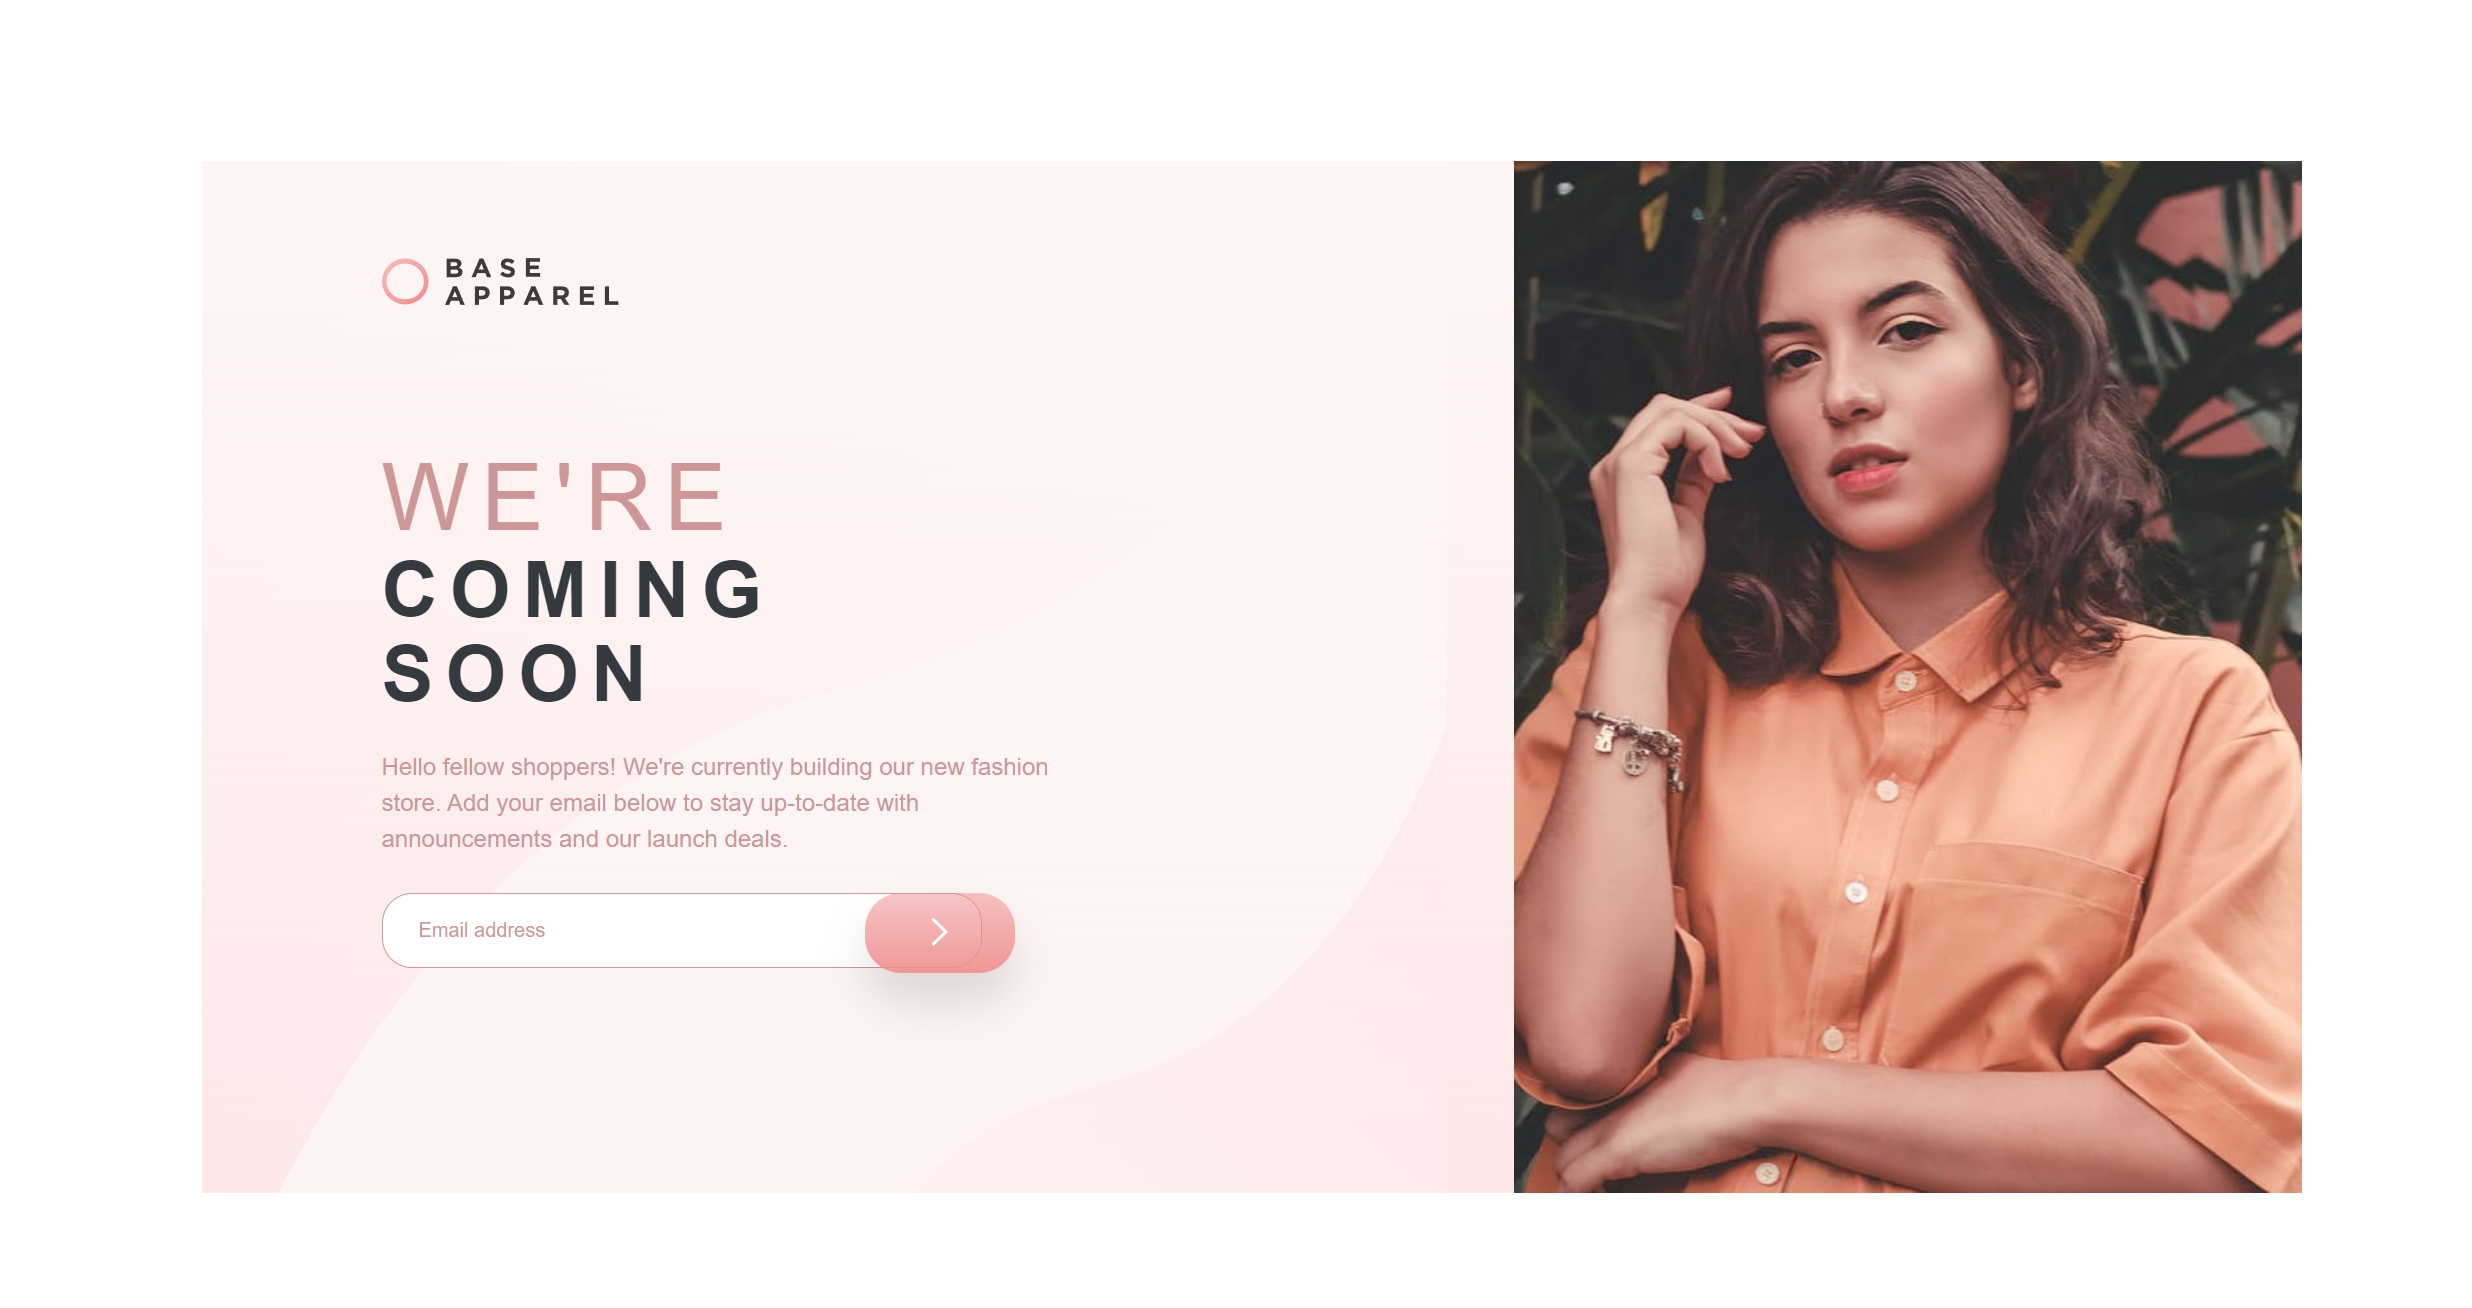 BASE
APPAREL
WE'RE
COMING
SOON
Hello fellow shoppers! We're currently building our new fashion
store. Add your email below to stay up-to-date with
announcements and our launch deals.
Email address